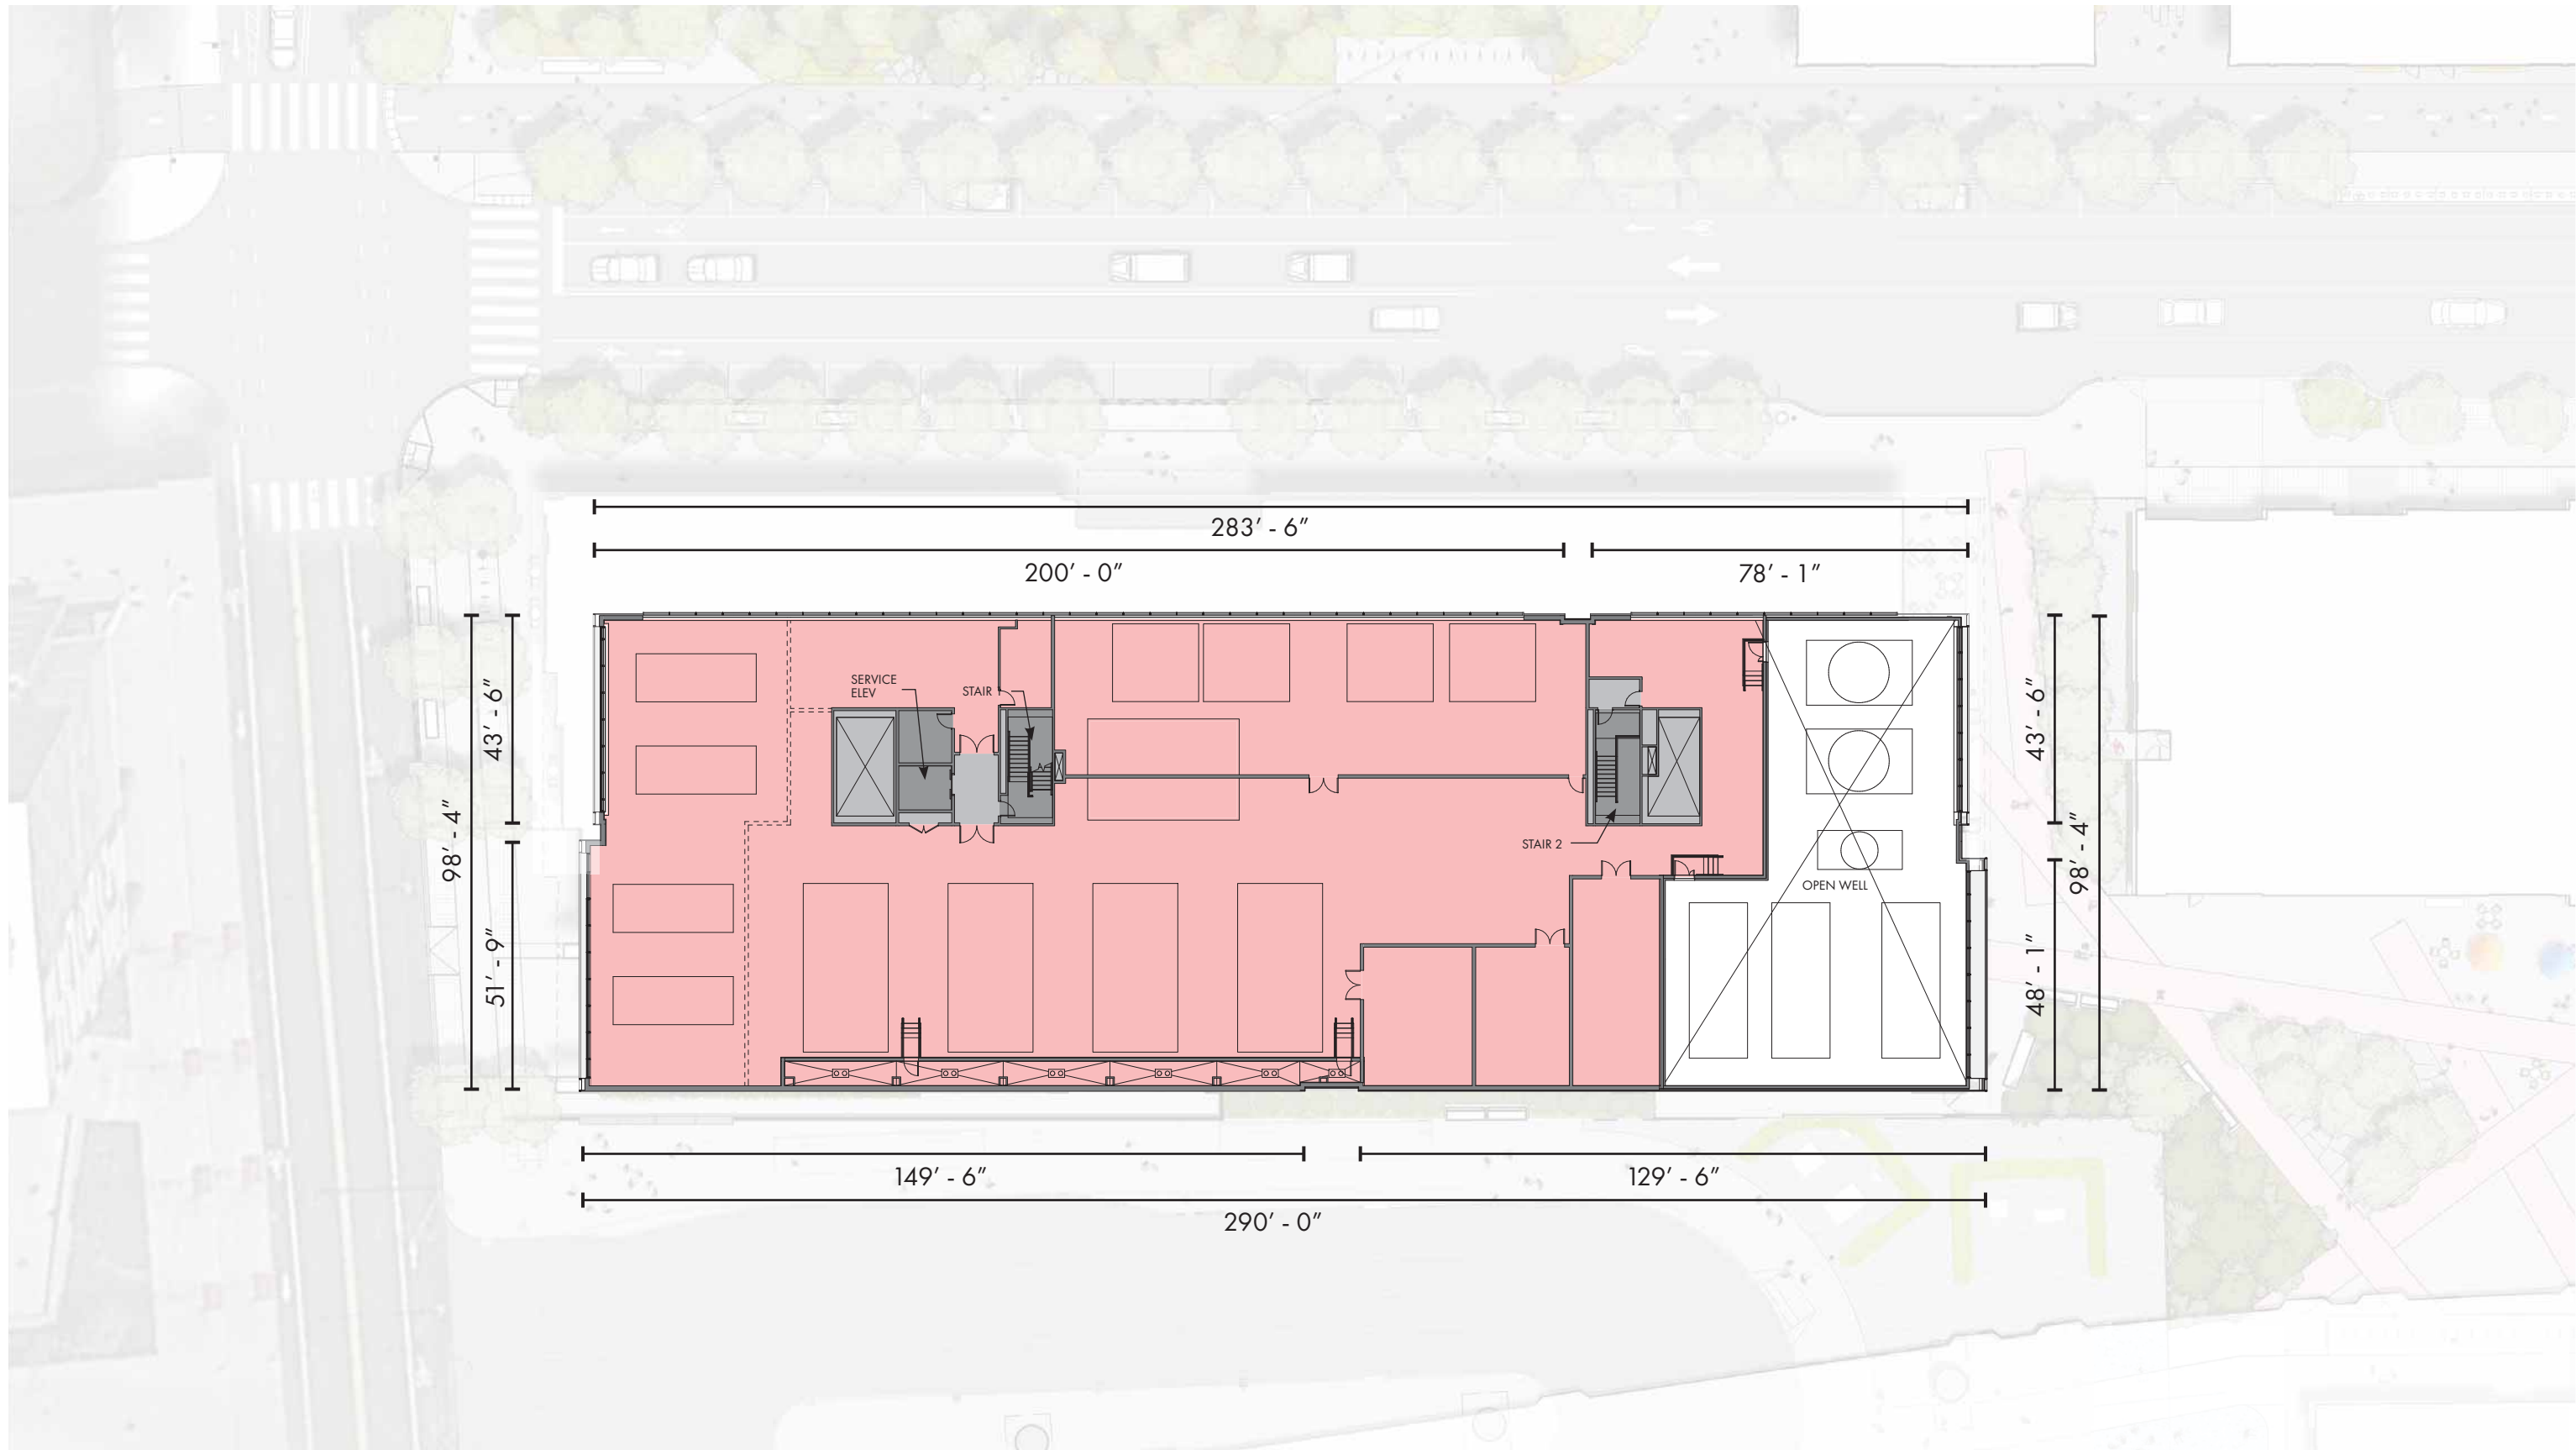 283' - 6"
200' - 0"
78' - 1"
SERVICE
ELEV
STAIR 1
43' - 6"
98' - 4"
51' - 9"
43' - 6"
98' - 4"
48' - 1"
STAIR 2
OPEN WELL
149' - 6"
129' - 6"
290' - 0"